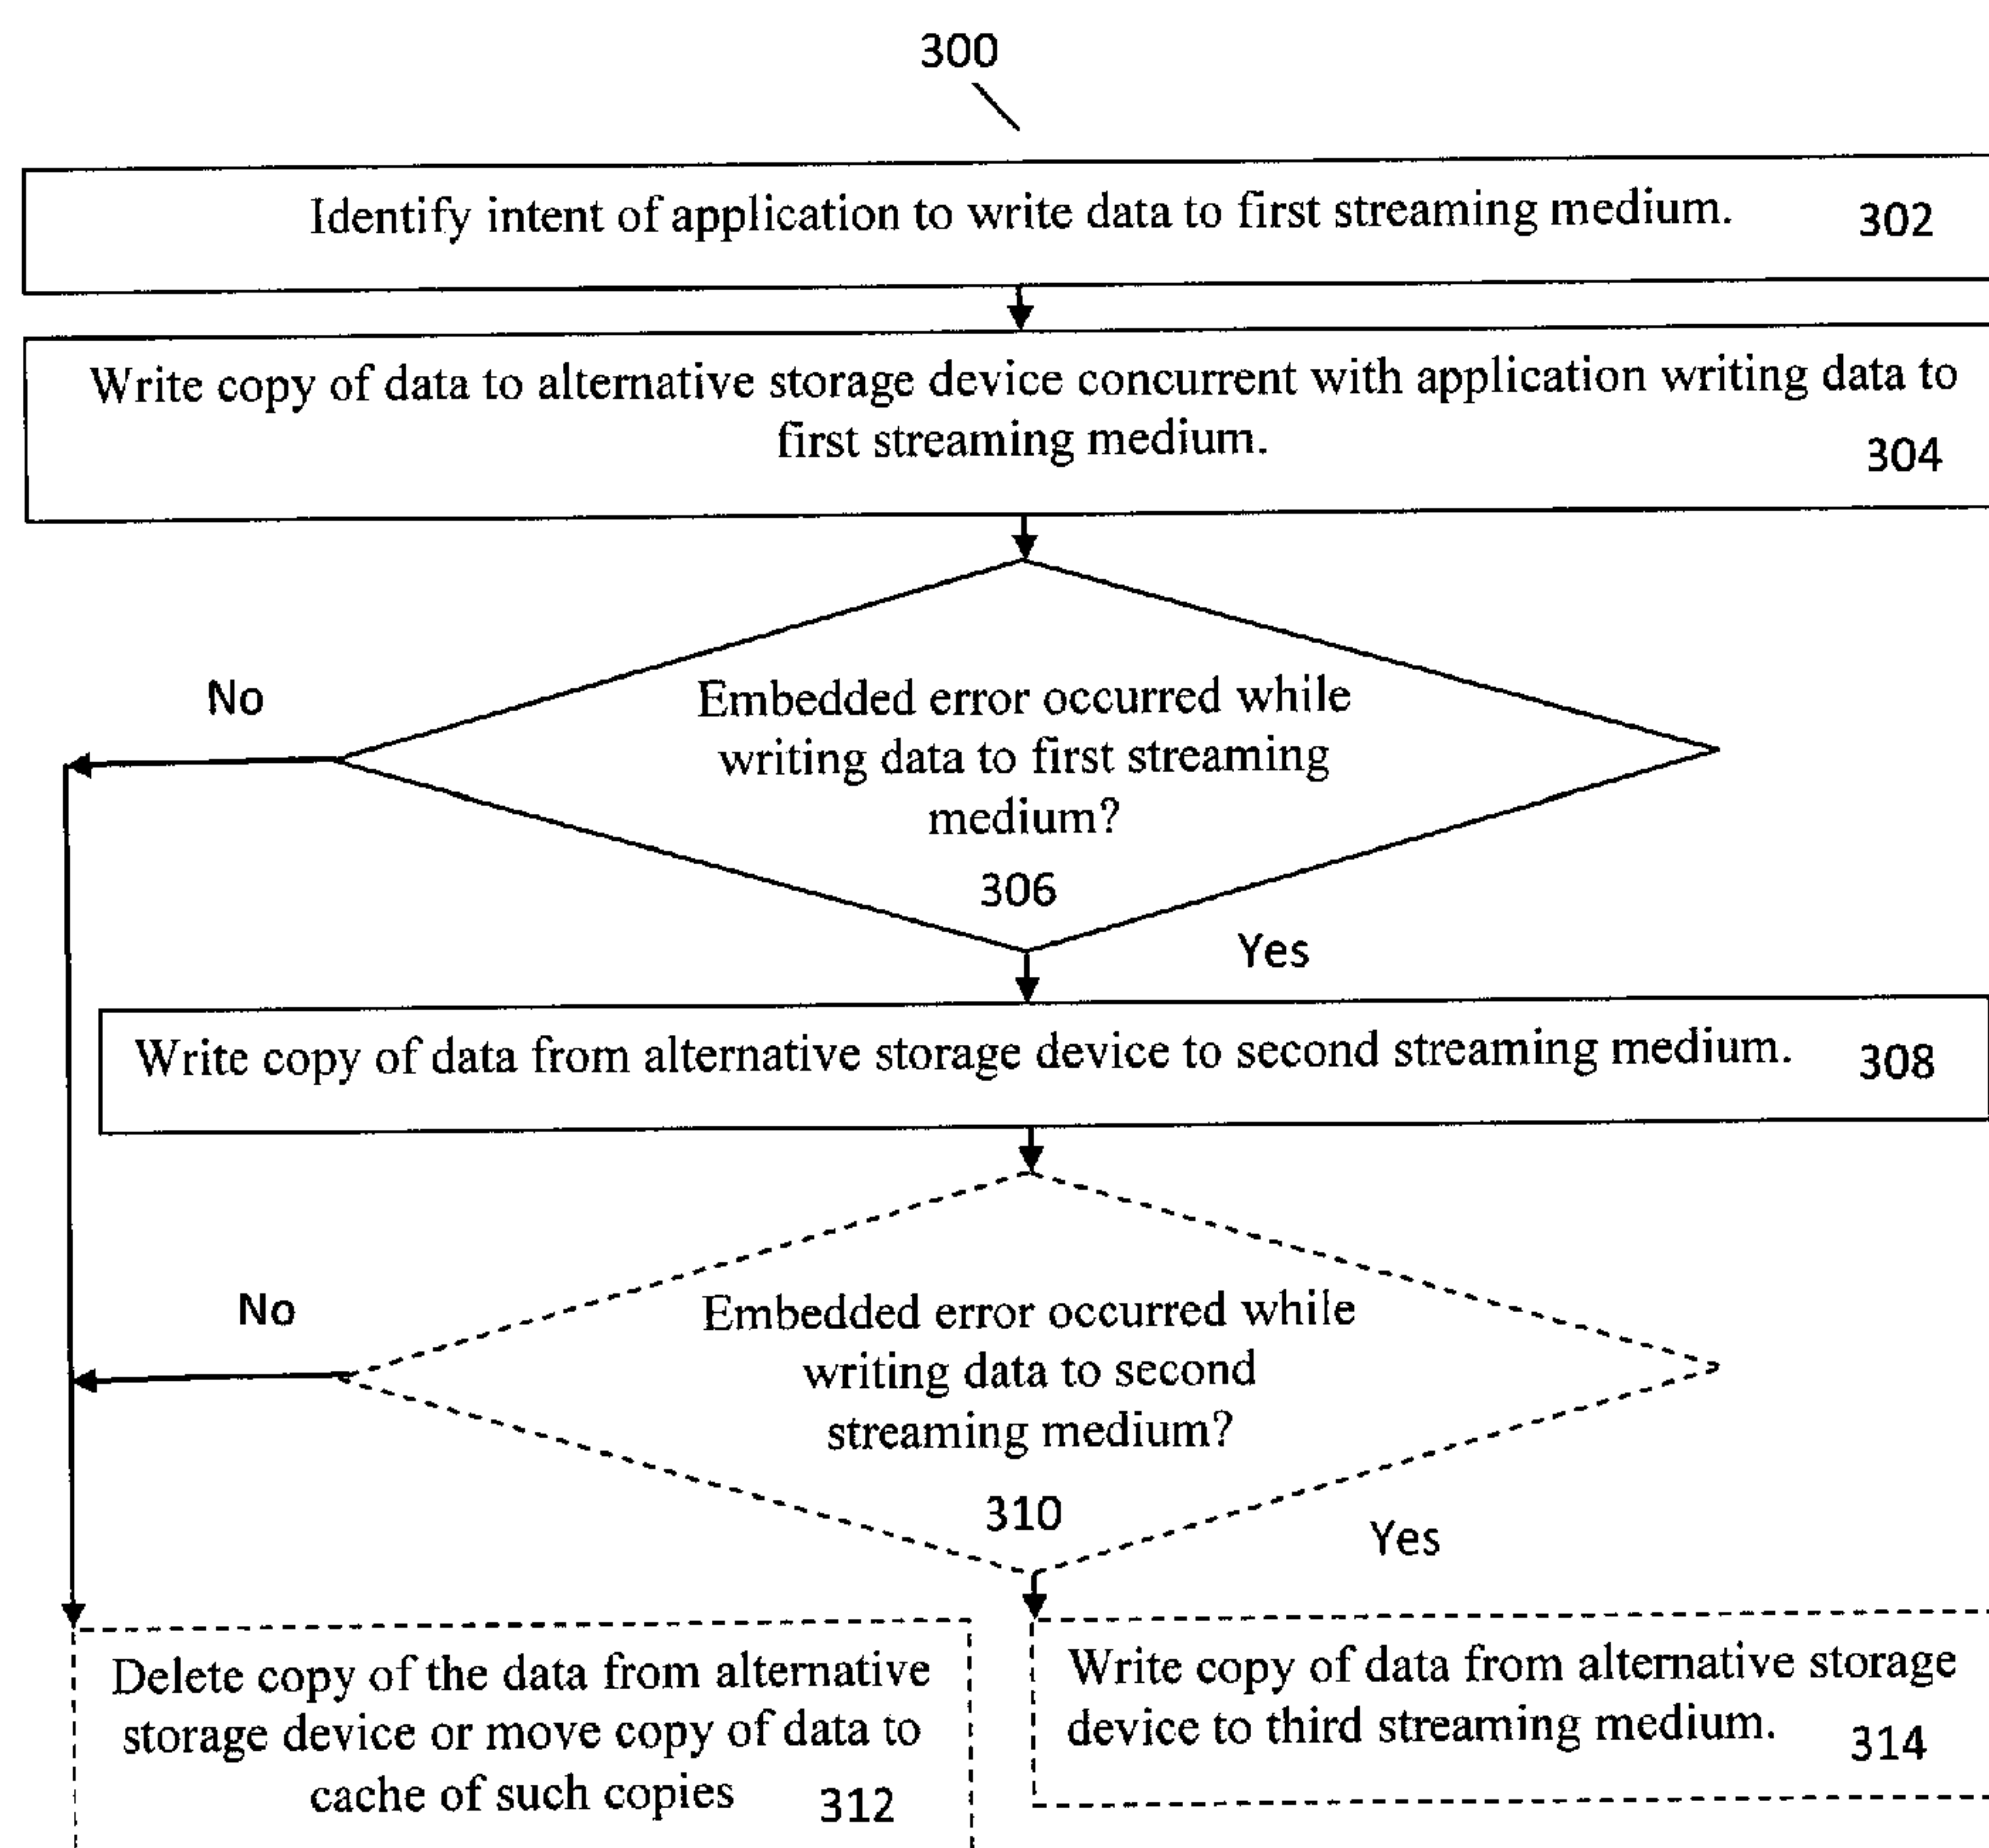 300
Identify intent of application to write data to first streaming medium. 302
Write copy of data to alternative storage device concurrent with application writing data to
first streaming medium.
304
No
Embedded error occurred while
writing data to first streaming
medium?
306
Yes
Write copy of data from alternative storage device to second streaming medium. 308
No
Embedded error occurred while
writing data to second
streaming medium?
310
Yes
Delete copy of the data from alternative
storage device or move copy of data to
cache of such copies 312
Write copy of data from alternative storage
device to third streaming medium. 314